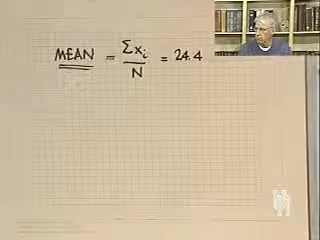 MEAN = Σxᵢ/N = 24.4